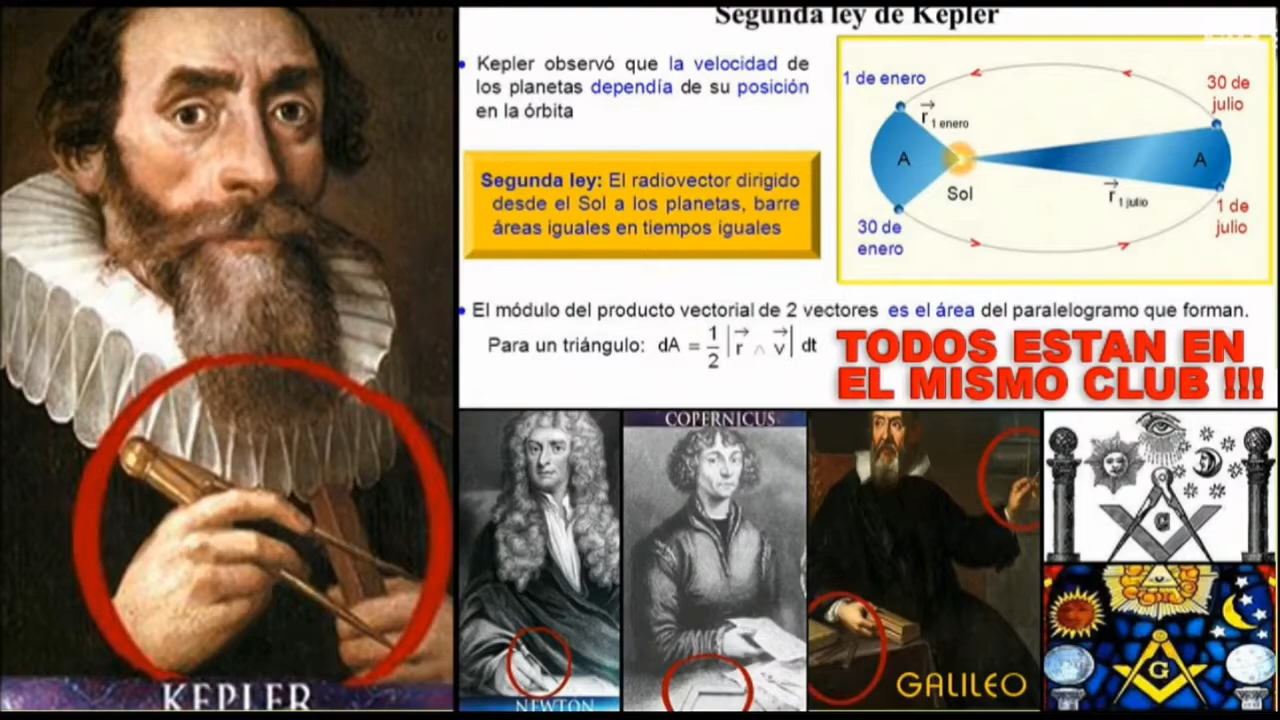 Segunda ley de Kepler
Kepler observó que la velocidad de
los planetas dependía de su posición
en la órbita
Segunda ley: El radiovector dirigido
desde el Sol a los planetas, barre
áreas iguales en tiempos iguales
1 de enero
30 de
julio
r 1 enero
A
A
Sol
r 1 julio
30 de
enero
1 de
julio
El módulo del producto vectorial de 2 vectores es el área del paralelogramo que forman.
Para un triángulo: dA = 1/2 |r ∧ v| dt
TODOS ESTAN EN
EL MISMO CLUB !!!
COPERNICUS
G
G
GALILEO
KEPLER
NEWTON